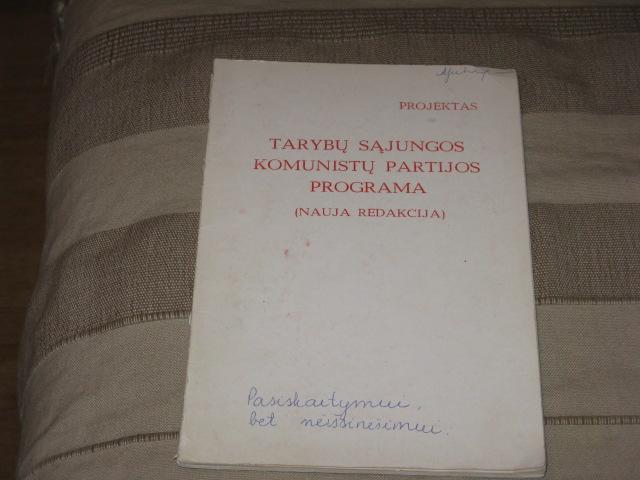 PROJEKTAS
TARYBŲ SĄJUNGOS
KOMUNISTŲ PARTIJOS
PROGRAMA
(NAUJA REDAKCIJA)
Pasiskaitymui,
bet neišsinešimui.